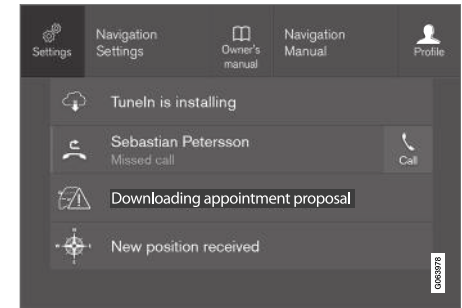 Settings
Navigation
Settings
Owner's
manual
Navigation
Manual
Profile
TuneIn is installing
Sebastian Petersson
Missed call
Call
Downloading appointment proposal
New position received
G063978